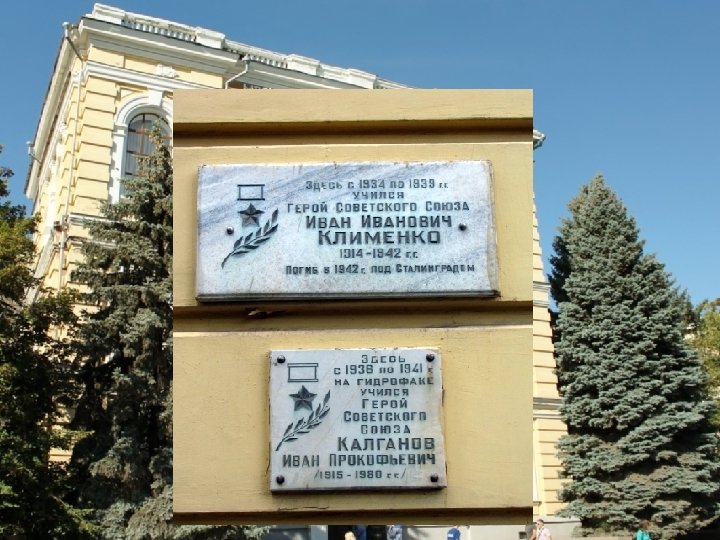 Здесь с 1934 по 1939 г.г.
учился
Герой Советского Союза
Иван Иванович
Клименко
1914-1942 г.г.
Погиб в 1942 г. под Сталинградом
Здесь
с 1936 по 1941 г.
на гидрофаке
учился
Герой
Советского
Союза
Калганов
Иван Прокофьевич
/1915-1980 г.г./